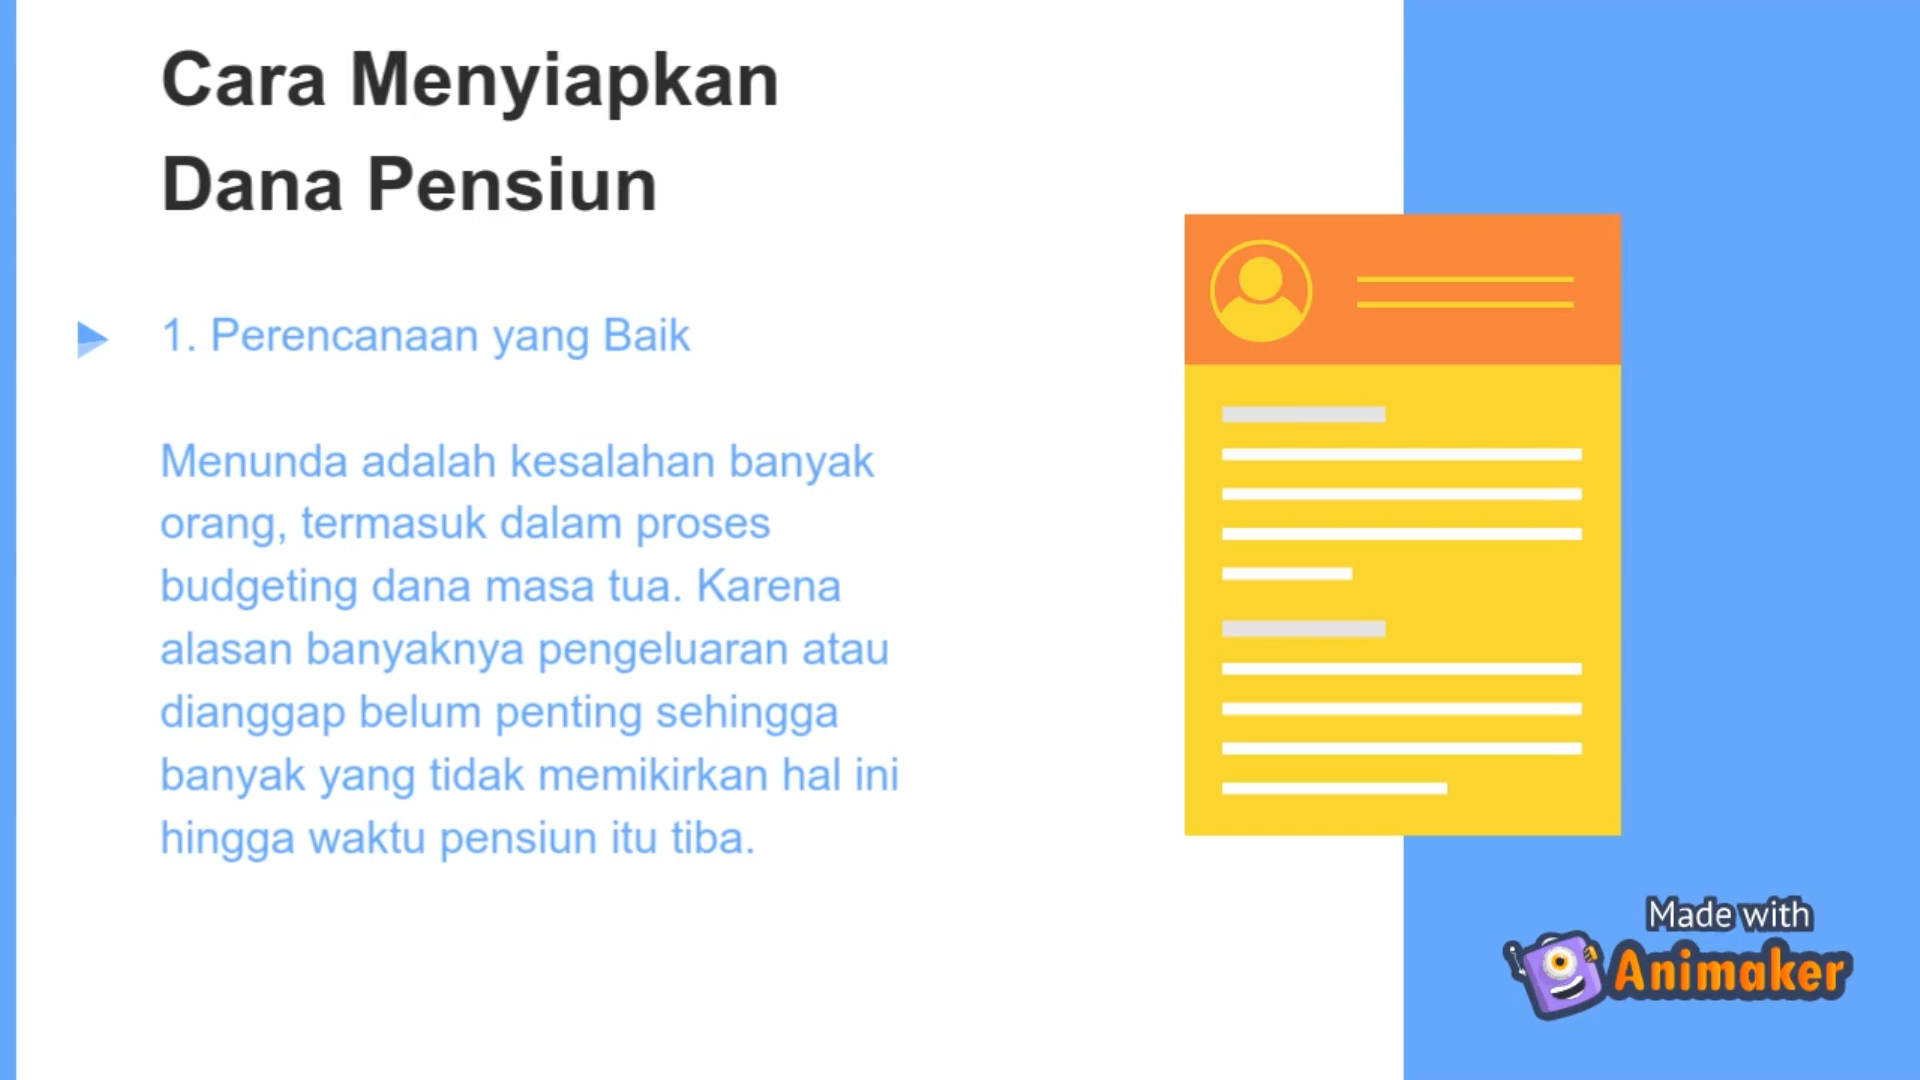 Cara Menyiapkan
Dana Pensiun
1. Perencanaan yang Baik
Menunda adalah kesalahan banyak
orang, termasuk dalam proses
budgeting dana masa tua. Karena
alasan banyaknya pengeluaran atau
dianggap belum penting sehingga
banyak yang tidak memikirkan hal ini
hingga waktu pensiun itu tiba.
Made with
Animaker